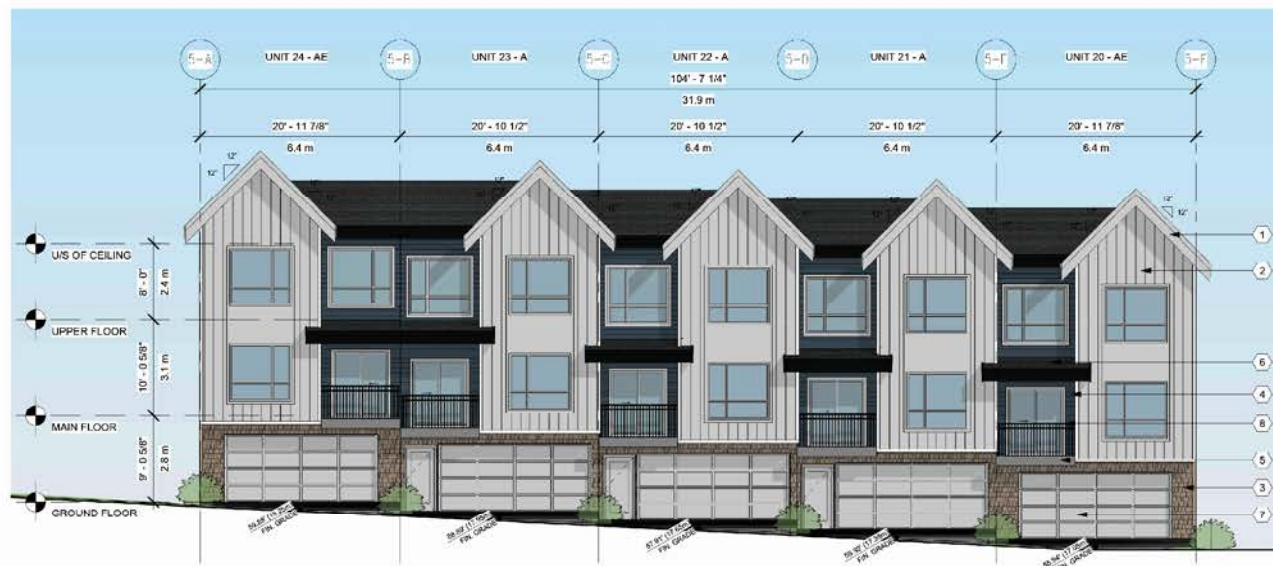 5-A
UNIT 24 - AE
5-B
UNIT 23 - A
5-C
UNIT 22 - A
5-D
UNIT 21 - A
5-E
UNIT 20 - AE
5-F
104' - 7 1/4"
31.9 m
20' - 11 7/8"
20' - 10 1/2"
20' - 10 1/2"
20' - 10 1/2"
20' - 11 7/8"
6.4 m
6.4 m
6.4 m
6.4 m
6.4 m
12"
12"
12"
12"
U/S OF CEILING
8' - 0"
2.4 m
UPPER FLOOR
10' - 0 5/8"
3.1 m
MAIN FLOOR
9' - 0 5/8"
2.8 m
GROUND FLOOR
1
2
6
4
8
5
3
7
FIN. GRADE
FIN. GRADE
FIN. GRADE
FIN. GRADE
FIN. GRADE